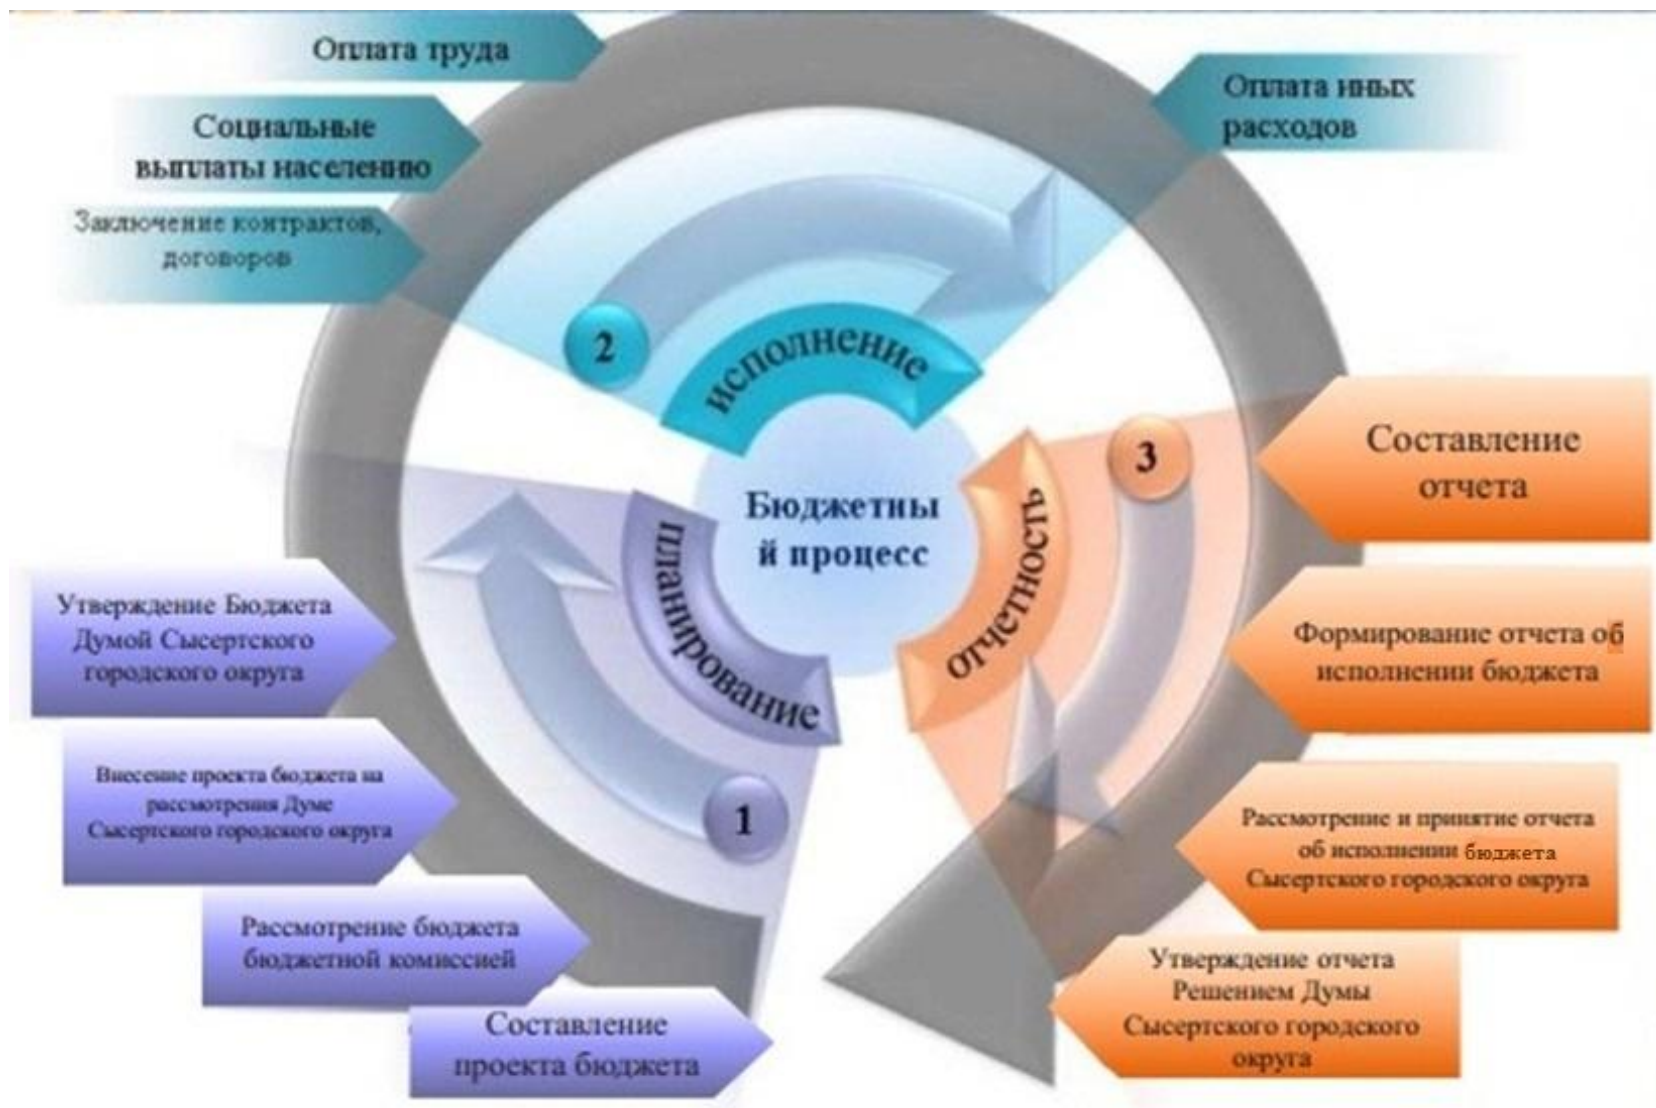 Оплата труда
Социальные
выплаты населению
Заключение контрактов,
договоров
Оплата иных
расходов
2
исполнение
Бюджетны
й процесс
3
отчетность
Составление
отчета
Формирование отчета об
исполнении бюджета
Рассмотрение и принятие отчета
об исполнении бюджета
Сысертского городского округа
Утверждение отчета
Решением Думы
Сысертского городского
округа
планирование
1
Утверждение Бюджета
Думой Сысертского
городского округа
Внесение проекта бюджета на
рассмотрения Думе
Сысертского городского округа
Рассмотрение бюджета
бюджетной комиссией
Составление
проекта бюджета